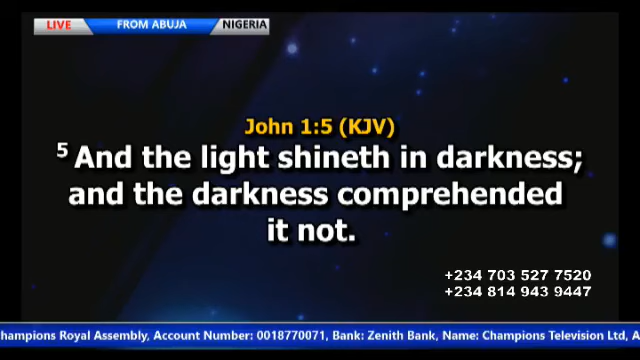 LIVE FROM ABUJA NIGERIA
John 1:5 (KJV)
5 And the light shineth in darkness;
and the darkness comprehended
it not.
+234 703 527 7520
+234 814 943 9447
hampions Royal Assembly, Account Number: 0018770071, Bank: Zenith Bank, Name: Champions Television Ltd, A